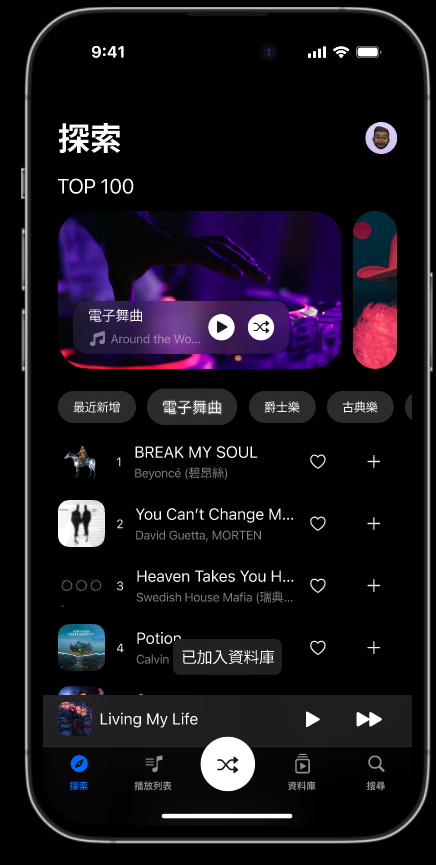 9:41
探索
TOP 100
電子舞曲
Around the Wo...
最近新增
電子舞曲
爵士樂
古典樂
1
BREAK MY SOUL
Beyoncé (碧昂絲)
2
You Can't Change M...
David Guetta, MORTEN
3
Heaven Takes You H...
Swedish House Mafia (瑞典...
4
Potion
Calvin
已加入資料庫
Living My Life
探索
播放列表
資料庫
搜尋